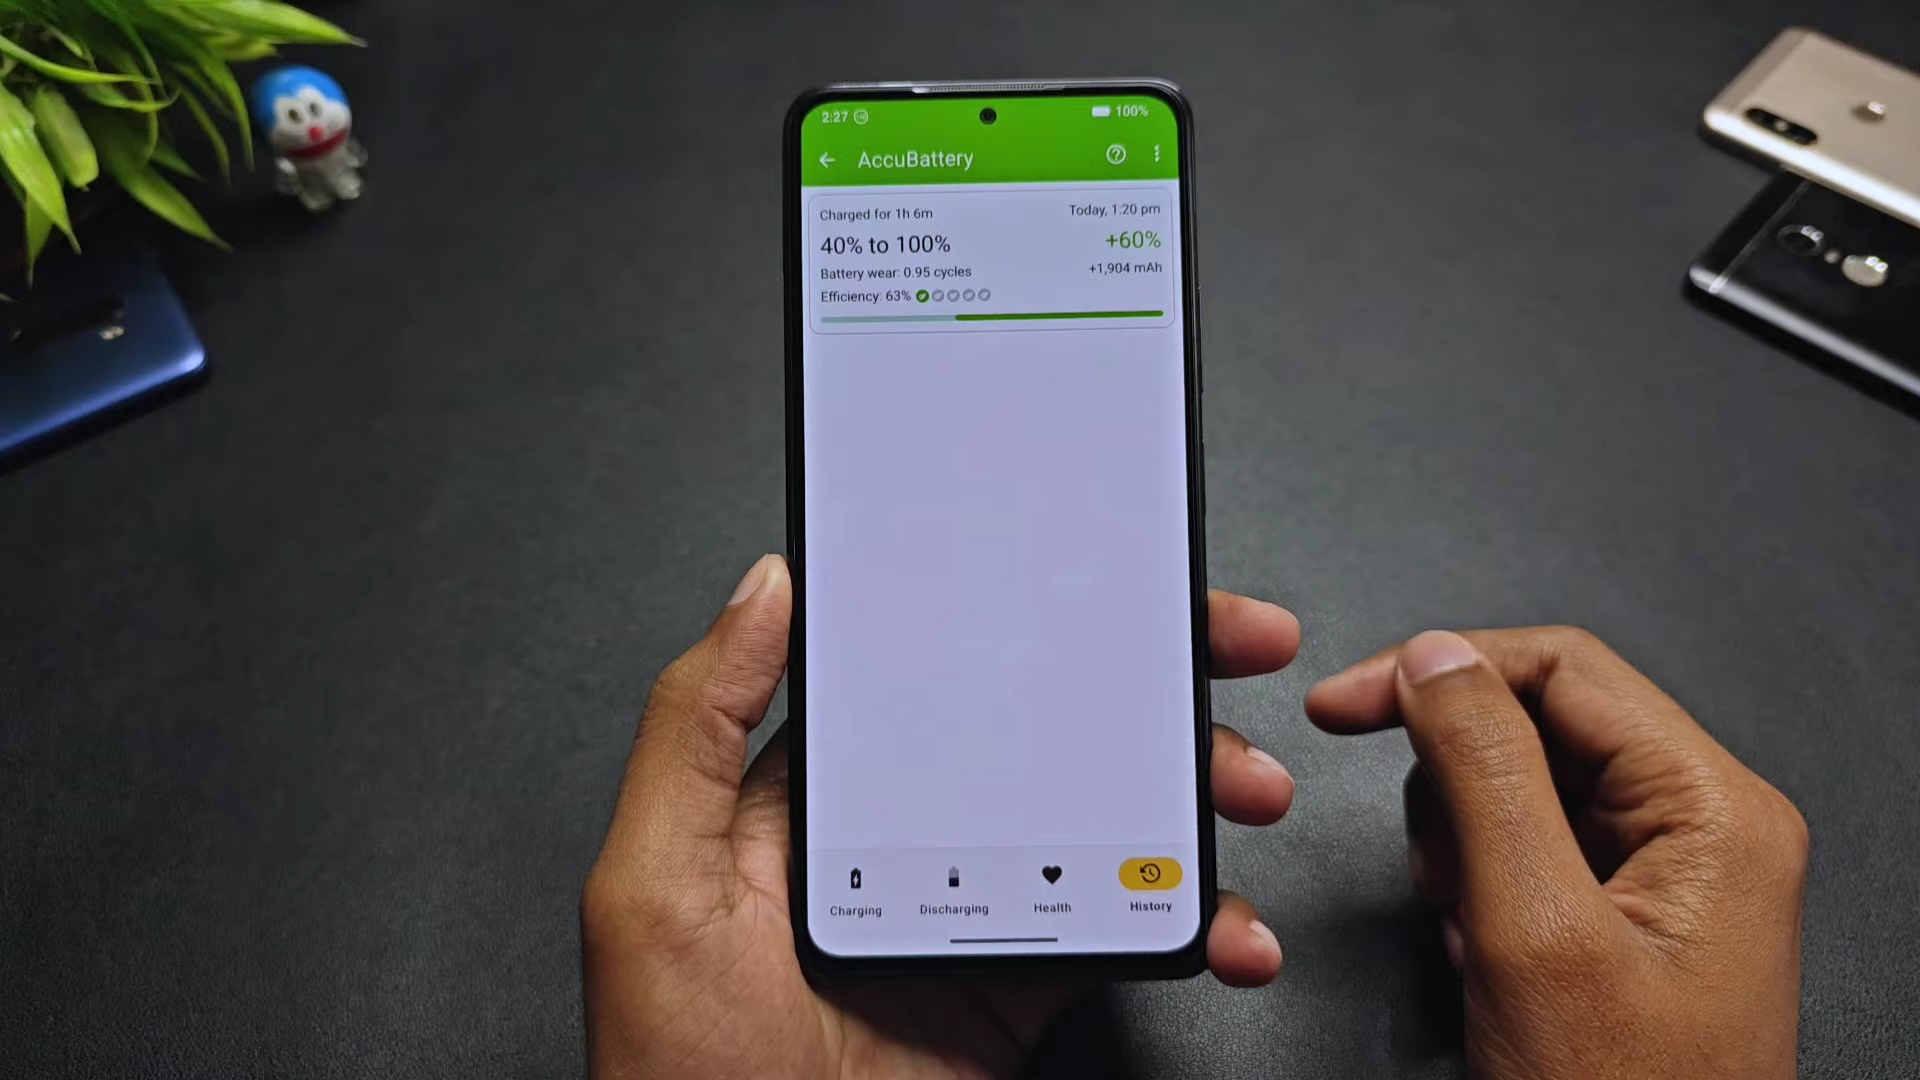 2:27 100%
AccuBattery
Charged for 1h 6m Today, 1:20 pm
40% to 100% +60%
Battery wear: 0.95 cycles +1,904 mAh
Efficiency: 63%
Charging Discharging Health History